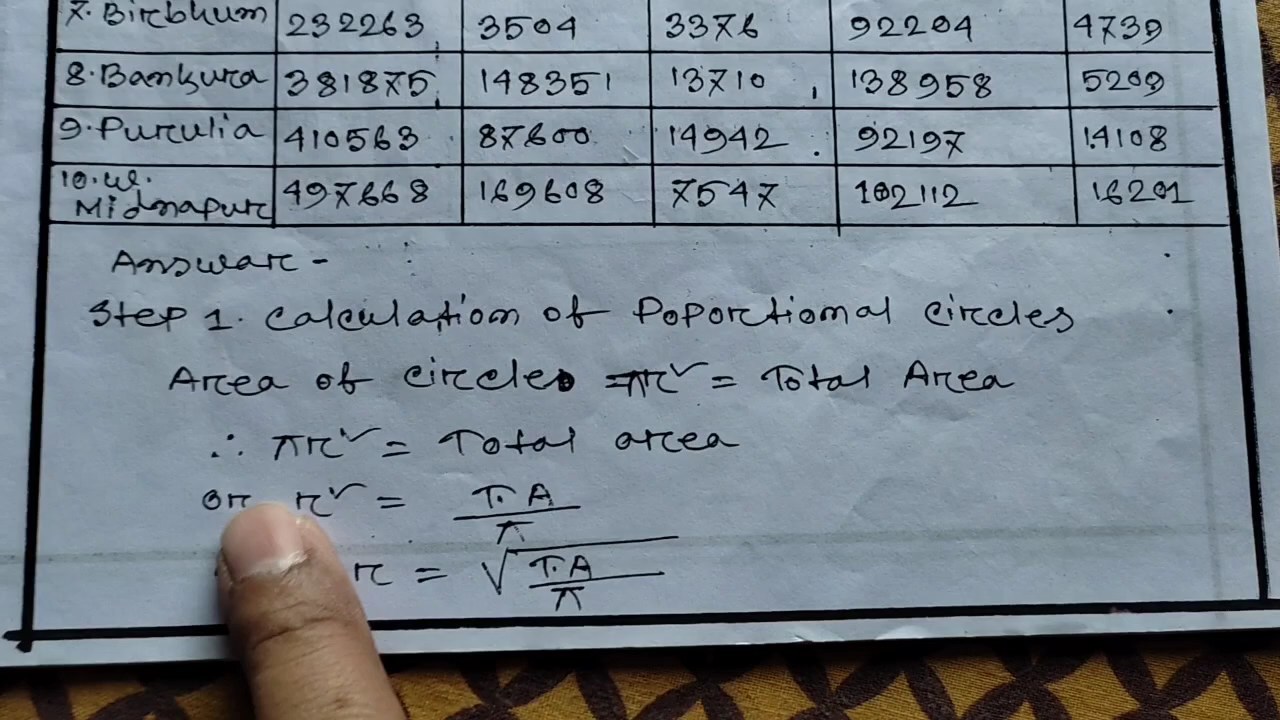 7. Birbhum 232263 3504 3376 92204 4739
8. Bankura 381875 148351 13710 138958 5209
9. Purulia 410563 87600 14942 92197 14108
10. W. Midnapur 497668 169608 7547 102112 16201
Answar -
Step 1. Calculation of Poportional circles
Area of circles = πr² = Total Area
∴ πr² = Total area
or r² = T.A / π
r = √(T.A / π)